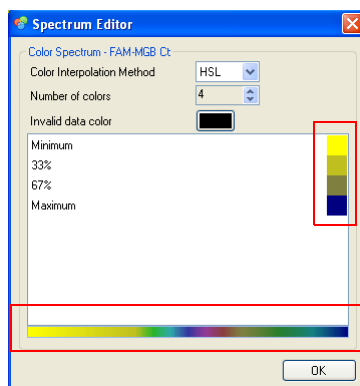 Spectrum Editor
Color Spectrum - FAM-MGB Ct
Color Interpolation Method HSL
Number of colors 4
Invalid data color
Minimum
33%
67%
Maximum
OK